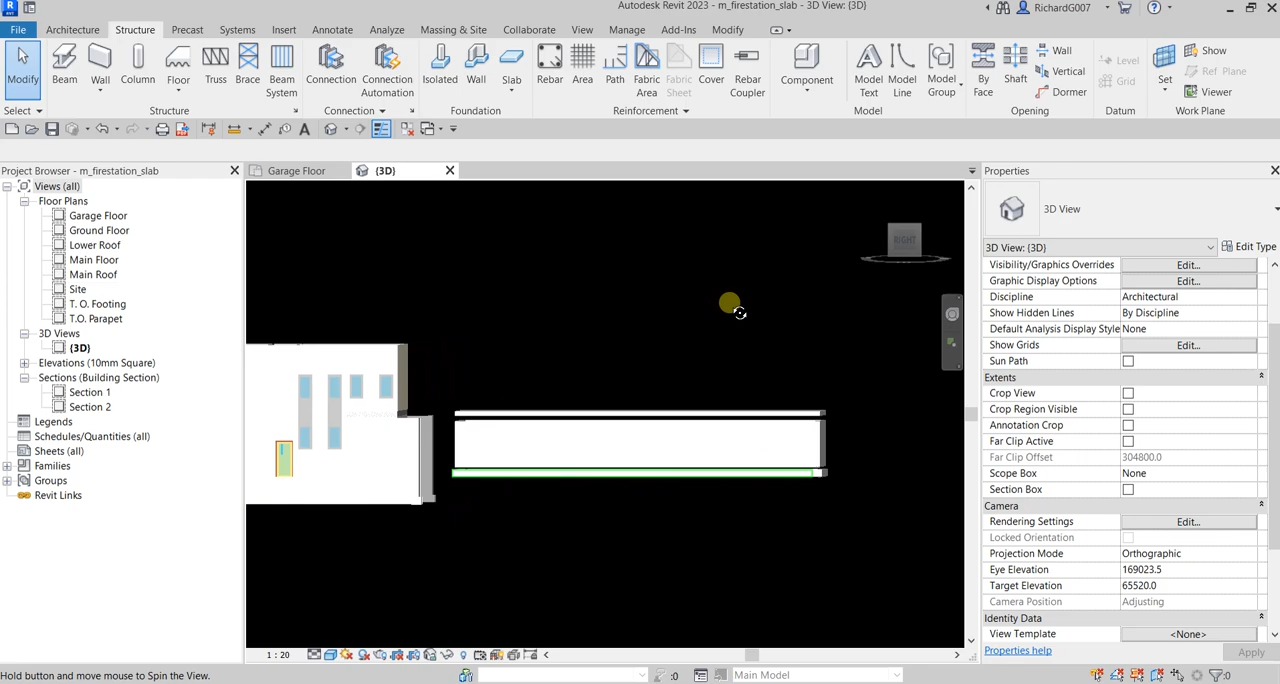 Autodesk Revit 2023 - m_firestation_slab - 3D View: {3D}
RichardG007
File Architecture Structure Precast Systems Insert Annotate Analyze Massing & Site Collaborate View Manage Add-Ins Modify
Modify Beam Wall Column Floor Truss Brace Beam System Connection Connection Automation Isolated Wall Slab Rebar Area Path Fabric Area Fabric Sheet Cover Rebar Coupler Component Model Text Model Line Model Group By Face Shaft Wall Vertical Dormer Level Grid Set Show Ref Plane Viewer
Select Structure Connection Foundation Reinforcement Model Opening Datum Work Plane
Project Browser - m_firestation_slab
Views (all)
Floor Plans
Garage Floor
Ground Floor
Lower Roof
Main Floor
Main Roof
Site
T. O. Footing
T.O. Parapet
3D Views
{3D}
Elevations (10mm Square)
Sections (Building Section)
Section 1
Section 2
Legends
Schedules/Quantities (all)
Sheets (all)
Families
Groups
Revit Links
Garage Floor
{3D}
RIGHT
Properties
3D View
3D View: {3D} Edit Type
Visibility/Graphics Overrides Edit...
Graphic Display Options Edit...
Discipline Architectural
Show Hidden Lines By Discipline
Default Analysis Display Style None
Show Grids Edit...
Sun Path
Extents
Crop View
Crop Region Visible
Annotation Crop
Far Clip Active
Far Clip Offset 304800.0
Scope Box None
Section Box
Camera
Rendering Settings Edit...
Locked Orientation
Projection Mode Orthographic
Eye Elevation 169023.5
Target Elevation 65520.0
Camera Position Adjusting
Identity Data
View Template <None>
Properties help Apply
1 : 20
Hold button and move mouse to Spin the View.
:0
Main Model
:0